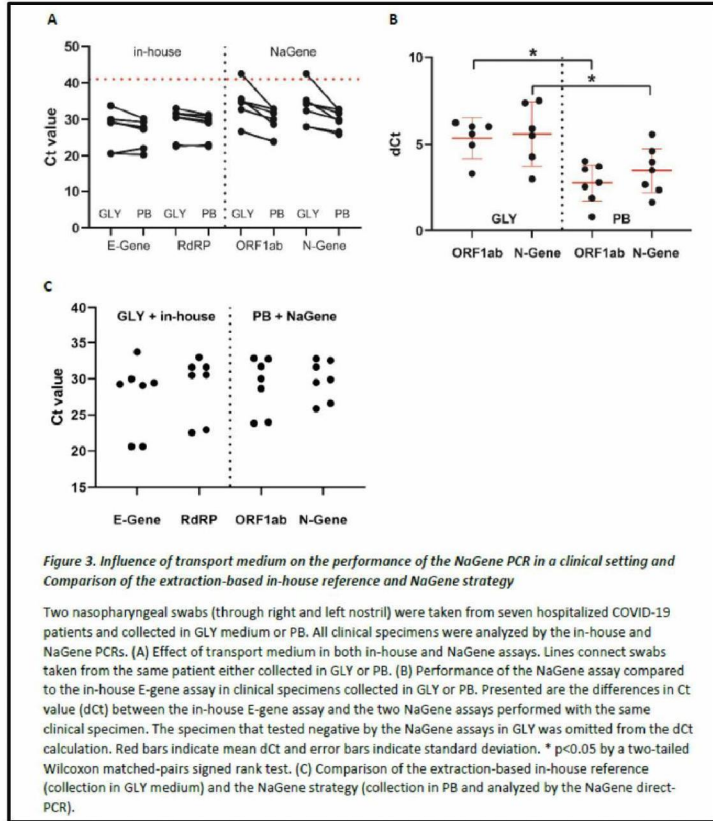 A
B
in-house
NaGene
50
40
30
20
10
0
Ct value
GLY PB GLY PB GLY PB GLY PB
E-Gene RdRP ORF1ab N-Gene
10
5
0
dCt
*
*
GLY PB
ORF1ab N-Gene ORF1ab N-Gene
C
GLY + in-house PB + NaGene
40
35
30
25
20
15
Ct value
E-Gene RdRP ORF1ab N-Gene
Figure 3. Influence of transport medium on the performance of the NaGene PCR in a clinical setting and
Comparison of the extraction-based in-house reference and NaGene strategy
Two nasopharyngeal swabs (through right and left nostril) were taken from seven hospitalized COVID-19
patients and collected in GLY medium or PB. All clinical specimens were analyzed by the in-house and
NaGene PCRs. (A) Effect of transport medium in both in-house and NaGene assays. Lines connect swabs
taken from the same patient either collected in GLY or PB. (B) Performance of the NaGene assay compared
to the in-house E-gene assay in clinical specimens collected in GLY or PB. Presented are the differences in Ct
value (dCt) between the in-house E-gene assay and the two NaGene assays performed with the same
clinical specimen. The specimen that tested negative by the NaGene assays in GLY was omitted from the dCt
calculation. Red bars indicate mean dCt and error bars indicate standard deviation. * p<0.05 by a two-tailed
Wilcoxon matched-pairs signed rank test. (C) Comparison of the extraction-based in-house reference
(collection in GLY medium) and the NaGene strategy (collection in PB and analyzed by the NaGene direct-
PCR).